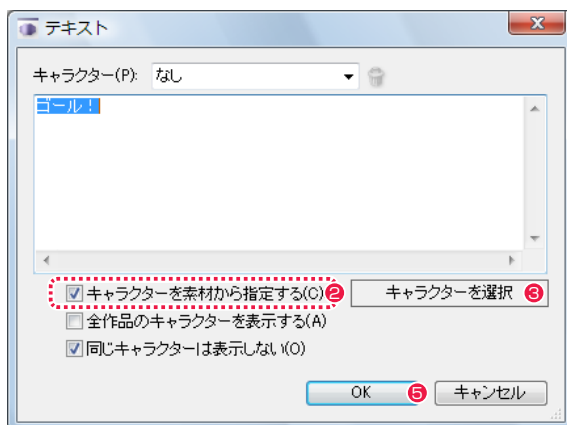 テキスト
キャラクター(P): なし
ゴール！
キャラクターを素材から指定する(C) ❷ キャラクターを選択 ❸
全作品のキャラクターを表示する(A)
同じキャラクターは表示しない(O)
OK ❺ キャンセル